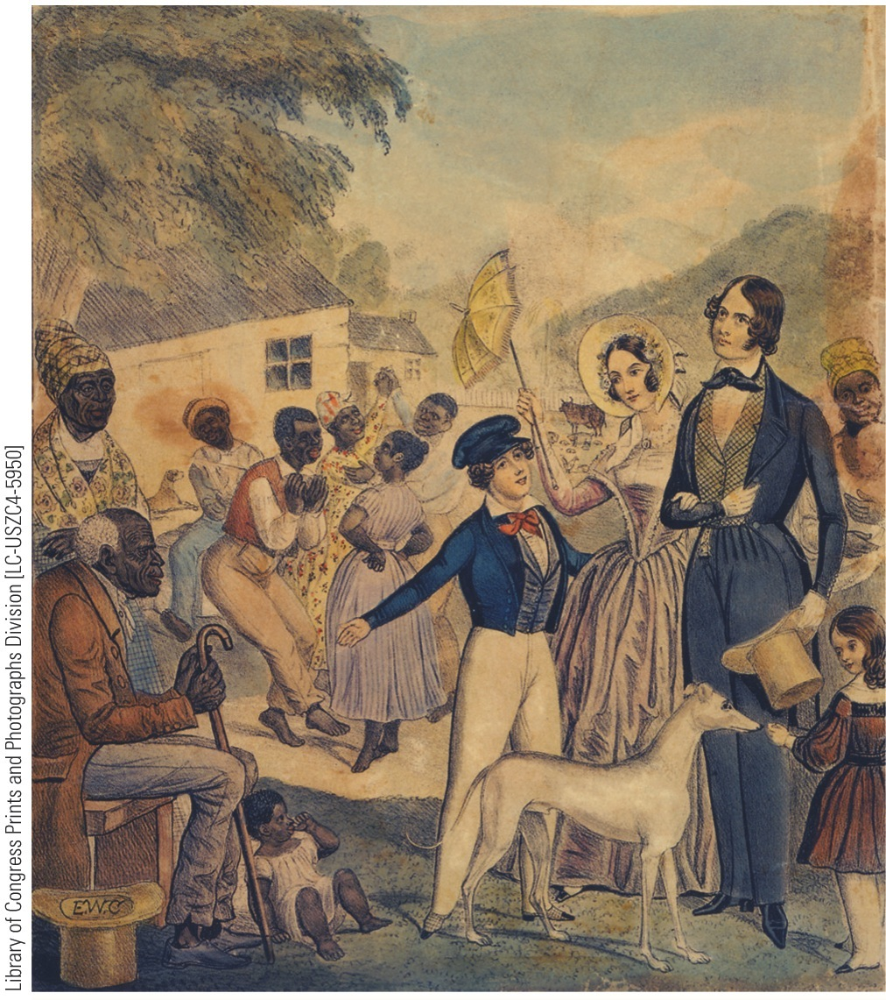 Library of Congress Prints and Photographs Division [LC-USZC4-5950]
E.W.C